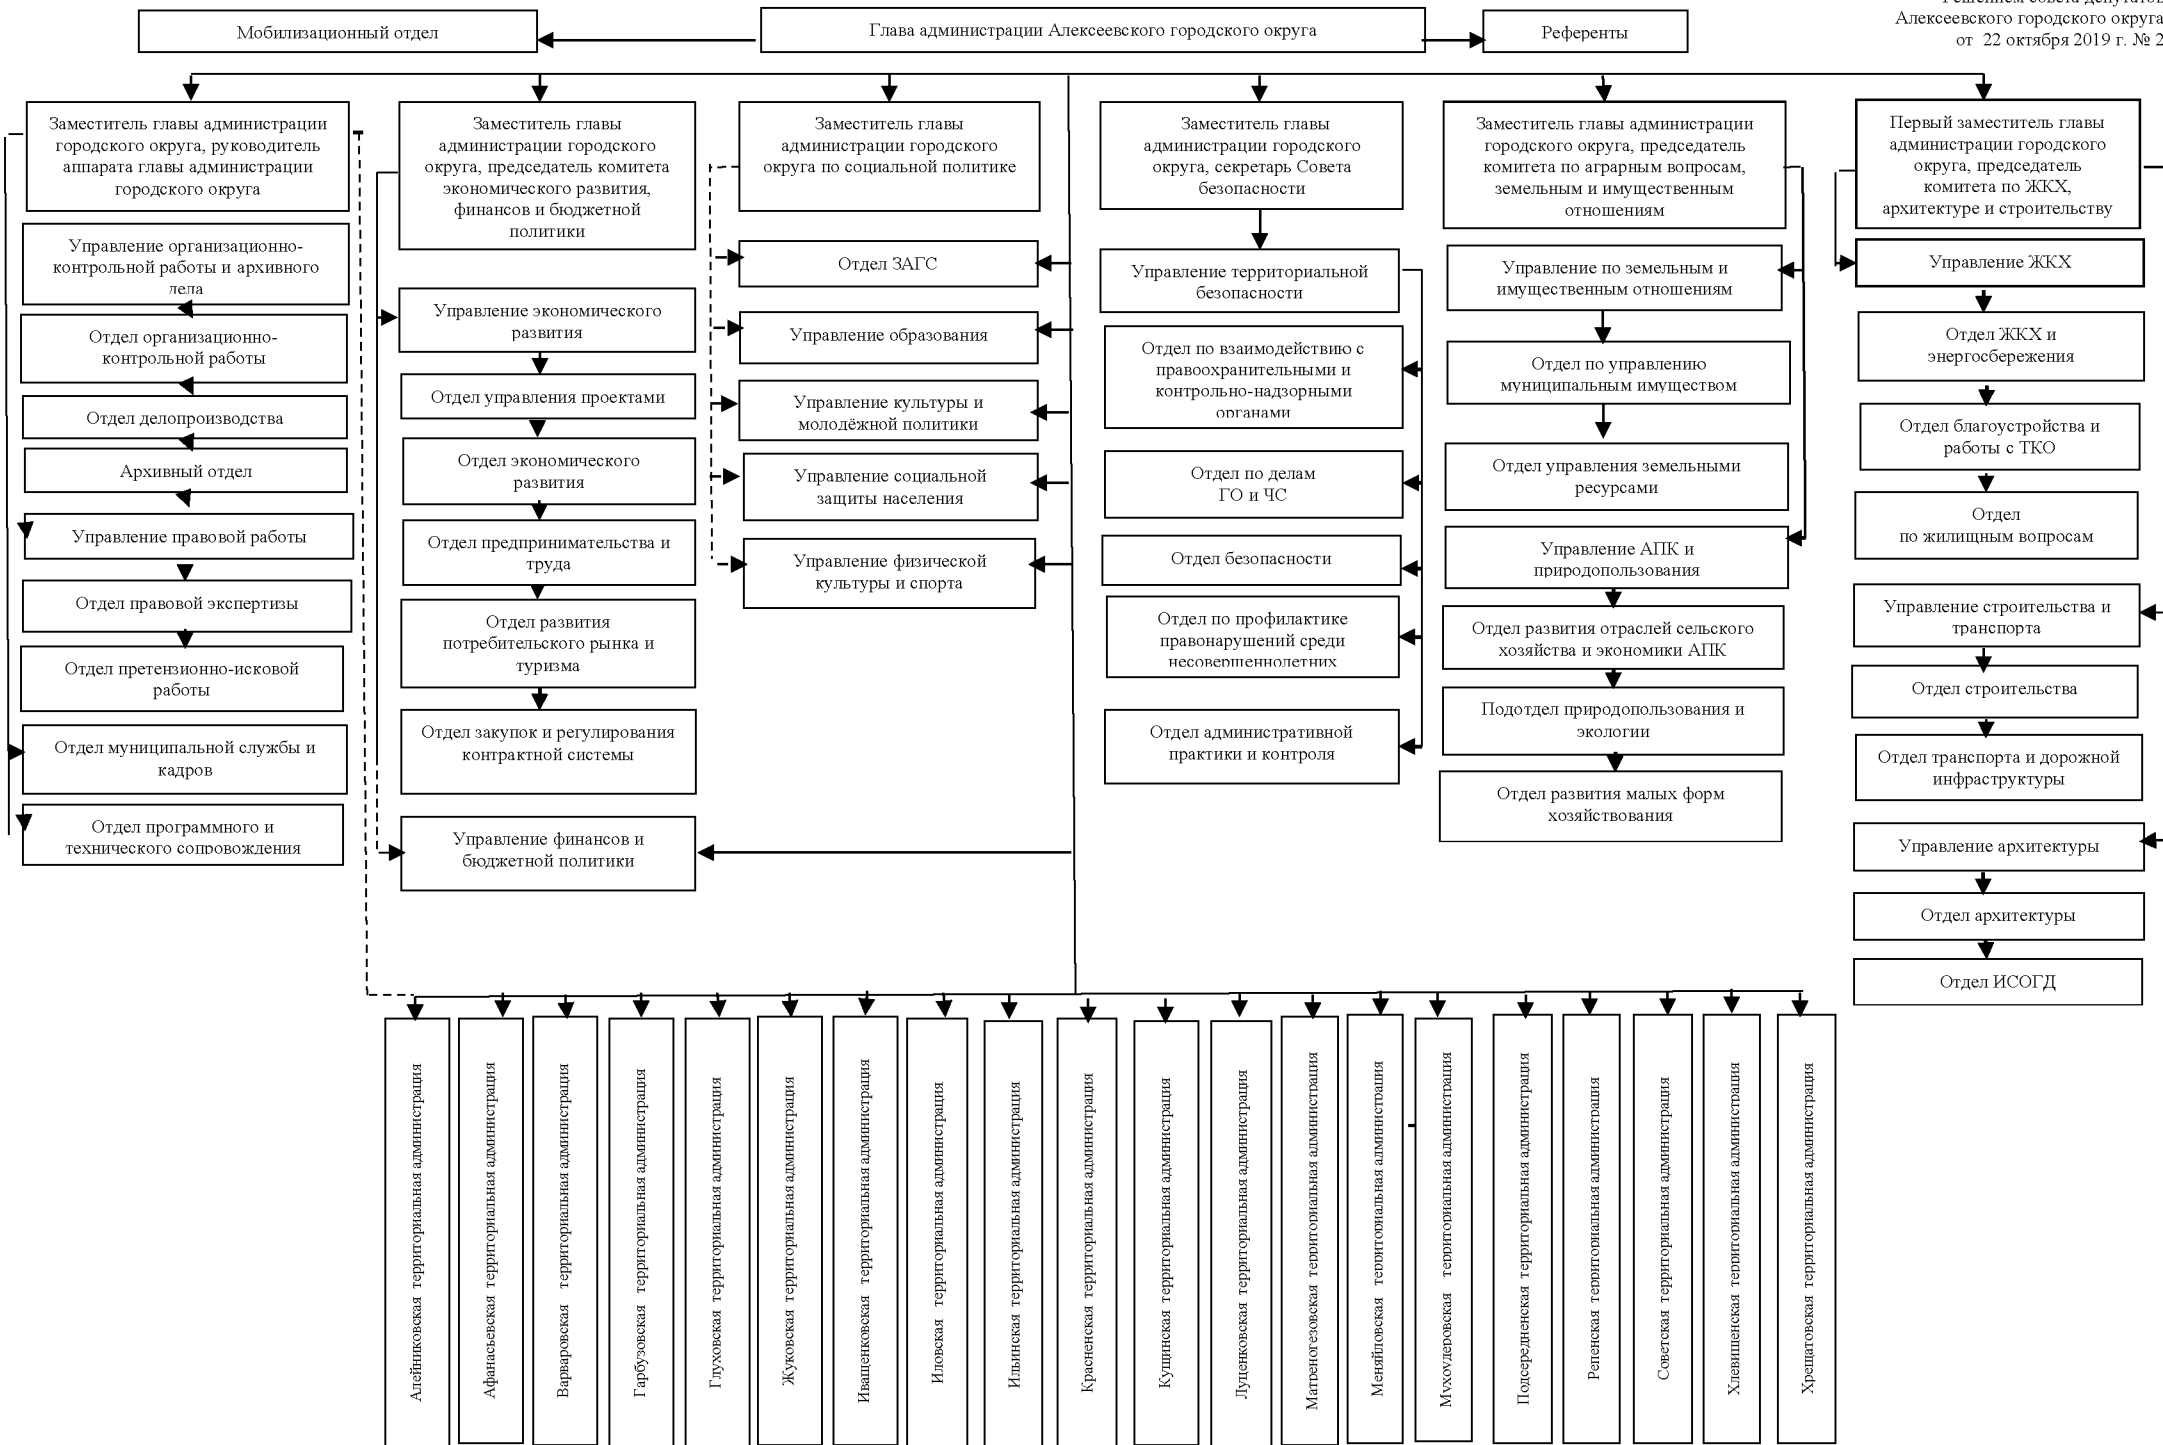 Решением совета депутатов
Алексеевского городского округа
от 22 октября 2019 г. № 2
Мобилизационный отдел
Глава администрации Алексеевского городского округа
Референты
Заместитель главы администрации
городского округа, руководитель
аппарата главы администрации
городского округа
Управление организационно-
контрольной работы и архивного
дела
Отдел организационно-
контрольной работы
Отдел делопроизводства
Архивный отдел
Управление правовой работы
Отдел правовой экспертизы
Отдел претензионно-исковой
работы
Отдел муниципальной службы и
кадров
Отдел программного и
технического сопровождения
Заместитель главы
администрации городского
округа, председатель комитета
экономического развития,
финансов и бюджетной
политики
Управление экономического
развития
Отдел управления проектами
Отдел экономического
развития
Отдел предпринимательства и
труда
Отдел развития
потребительского рынка и
туризма
Отдел закупок и регулирования
контрактной системы
Управление финансов и
бюджетной политики
Заместитель главы
администрации городского
округа по социальной политике
Отдел ЗАГС
Управление образования
Управление культуры и
молодёжной политики
Управление социальной
защиты населения
Управление физической
культуры и спорта
Заместитель главы
администрации городского
округа, секретарь Совета
безопасности
Управление территориальной
безопасности
Отдел по взаимодействию с
правоохранительными и
контрольно-надзорными
органами
Отдел по делам
ГО и ЧС
Отдел безопасности
Отдел по профилактике
правонарушений среди
несовершеннолетних
Отдел административной
практики и контроля
Заместитель главы администрации
городского округа, председатель
комитета по аграрным вопросам,
земельным и имущественным
отношениям
Управление по земельным и
имущественным отношениям
Отдел по управлению
муниципальным имуществом
Отдел управления земельными
ресурсами
Управление АПК и
природопользования
Отдел развития отраслей сельского
хозяйства и экономики АПК
Подотдел природопользования и
экологии
Отдел развития малых форм
хозяйствования
Первый заместитель главы
администрации городского
округа, председатель
комитета по ЖКХ,
архитектуре и строительству
Управление ЖКХ
Отдел ЖКХ и
энергосбережения
Отдел благоустройства и
работы с ТКО
Отдел
по жилищным вопросам
Управление строительства и
транспорта
Отдел строительства
Отдел транспорта и дорожной
инфраструктуры
Управление архитектуры
Отдел архитектуры
Отдел ИСОГД
Алейниковская территориальная администрация
Афанасьевская территориальная администрация
Варваровская территориальная администрация
Гарбузовская территориальная администрация
Глуховская территориальная администрация
Жуковская территориальная администрация
Иващенковская территориальная администрация
Иловская территориальная администрация
Ильинская территориальная администрация
Красненская территориальная администрация
Кущинская территориальная администрация
Луценковская территориальная администрация
Матреногезовская территориальная администрация
Меняйловская территориальная администрация
Мухоудеровская территориальная администрация
Подсередненская территориальная администрация
Репенская территориальная администрация
Советская территориальная администрация
Хлевищенская территориальная администрация
Хрещатовская территориальная администрация